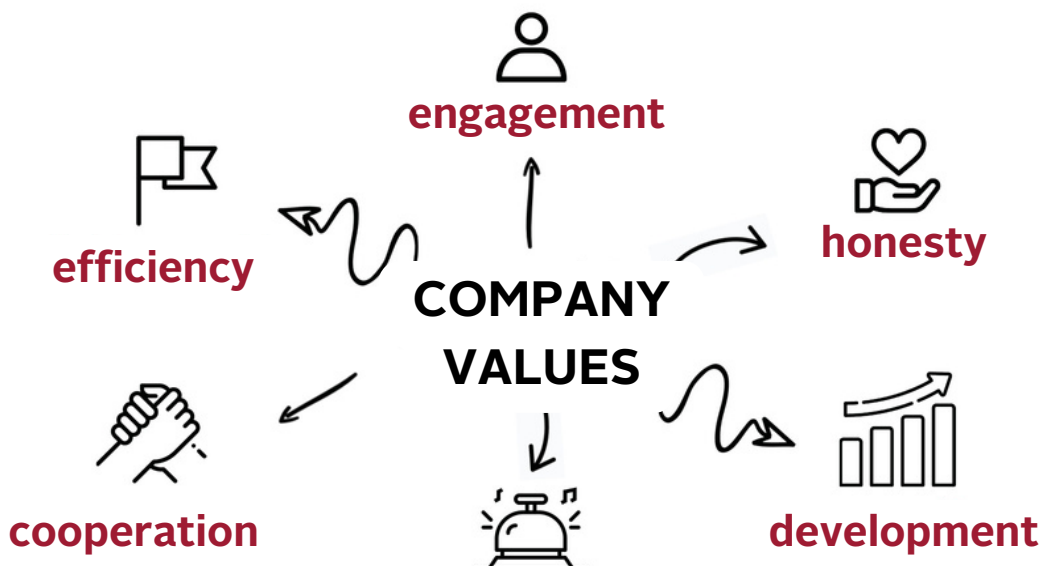 engagement
efficiency
honesty
COMPANY
VALUES
cooperation
development